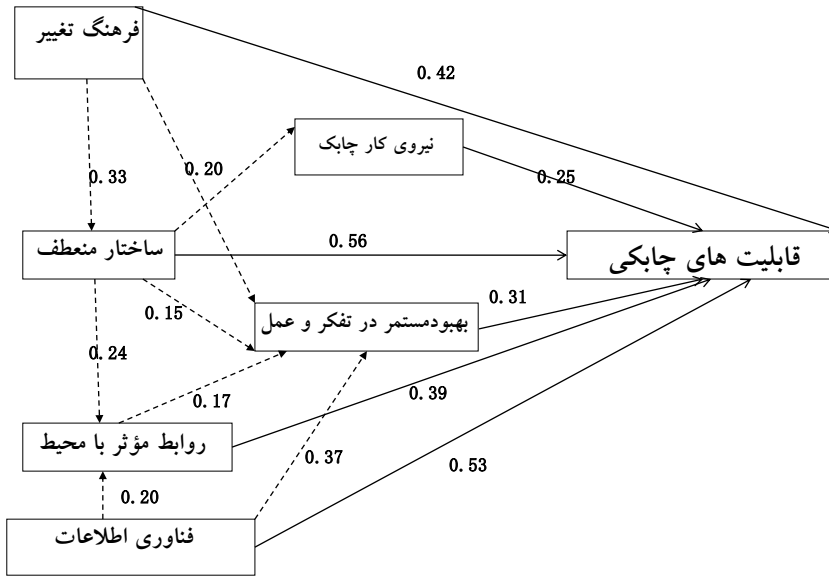 فرهنگ تغییر
0.42
نیروی کار چابک
0.33
0.20
0.25
ساختار منعطف
0.56
قابلیت های چابکی
0.15
بهبودمستمر در تفکر و عمل
0.31
0.24
0.17
0.39
روابط مؤثر با محیط
0.37
0.53
0.20
فناوری اطلاعات